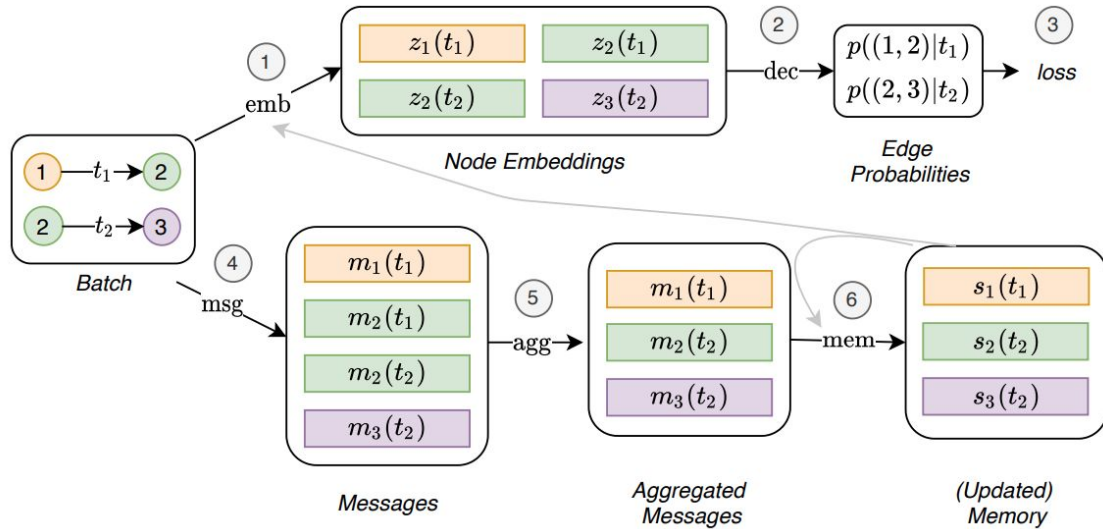 1
emb
z₁(t₁)
z₂(t₁)
z₂(t₂)
z₃(t₂)
Node Embeddings
2
dec
p((1, 2)|t₁)
p((2, 3)|t₂)
Edge
Probabilities
3
loss
1 t₁ 2
2 t₂ 3
Batch
4
msg
m₁(t₁)
m₂(t₁)
m₂(t₂)
m₃(t₂)
Messages
5
agg
m₁(t₁)
m₂(t₂)
m₃(t₂)
Aggregated
Messages
6
mem
s₁(t₁)
s₂(t₂)
s₃(t₂)
(Updated)
Memory